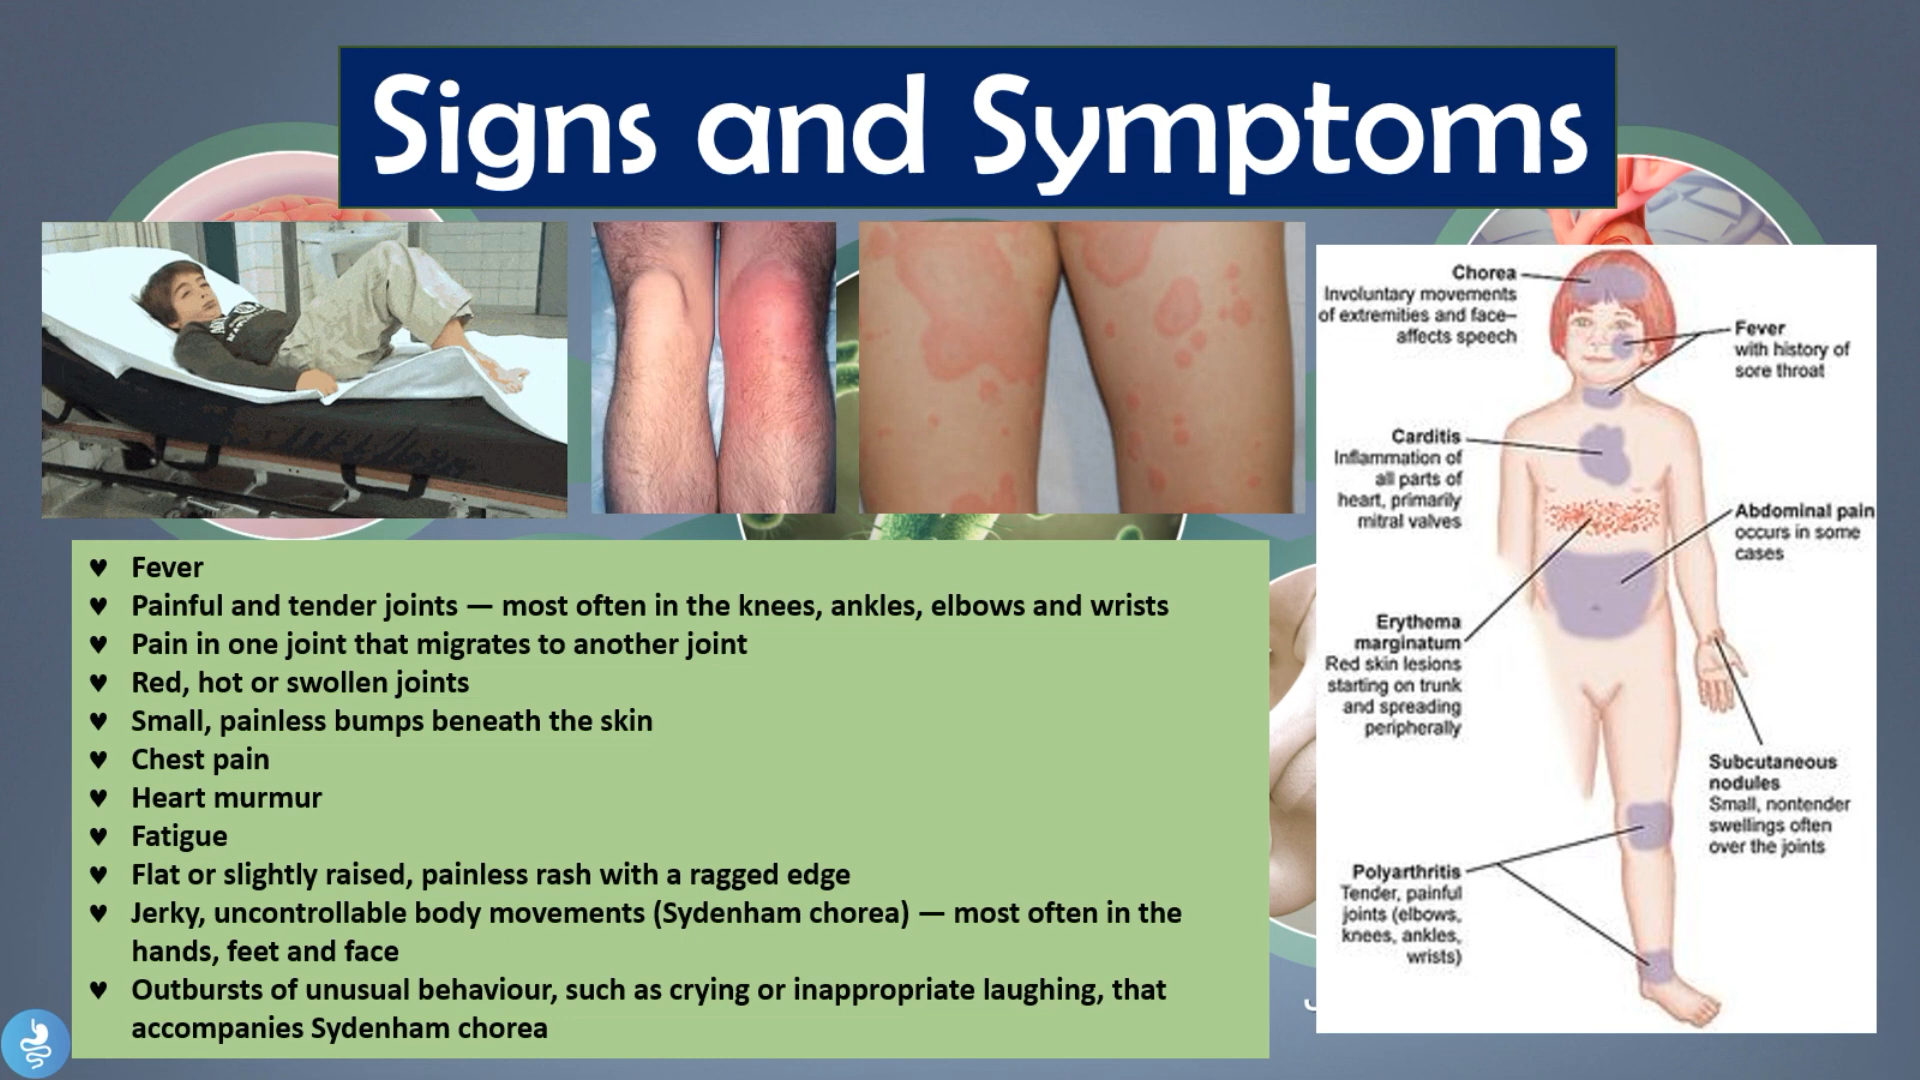 Signs and Symptoms
♥ Fever
♥ Painful and tender joints — most often in the knees, ankles, elbows and wrists
♥ Pain in one joint that migrates to another joint
♥ Red, hot or swollen joints
♥ Small, painless bumps beneath the skin
♥ Chest pain
♥ Heart murmur
♥ Fatigue
♥ Flat or slightly raised, painless rash with a ragged edge
♥ Jerky, uncontrollable body movements (Sydenham chorea) — most often in the
hands, feet and face
♥ Outbursts of unusual behaviour, such as crying or inappropriate laughing, that
accompanies Sydenham chorea
Chorea
Involuntary movements
of extremities and face–
affects speech
Fever
with history of
sore throat
Carditis
Inflammation of
all parts of
heart, primarily
mitral valves
Abdominal pain
occurs in some
cases
Erythema
marginatum
Red skin lesions
starting on trunk
and spreading
peripherally
Subcutaneous
nodules
Small, nontender
swellings often
over the joints
Polyarthritis
Tender, painful
joints (elbows,
knees, ankles,
wrists)